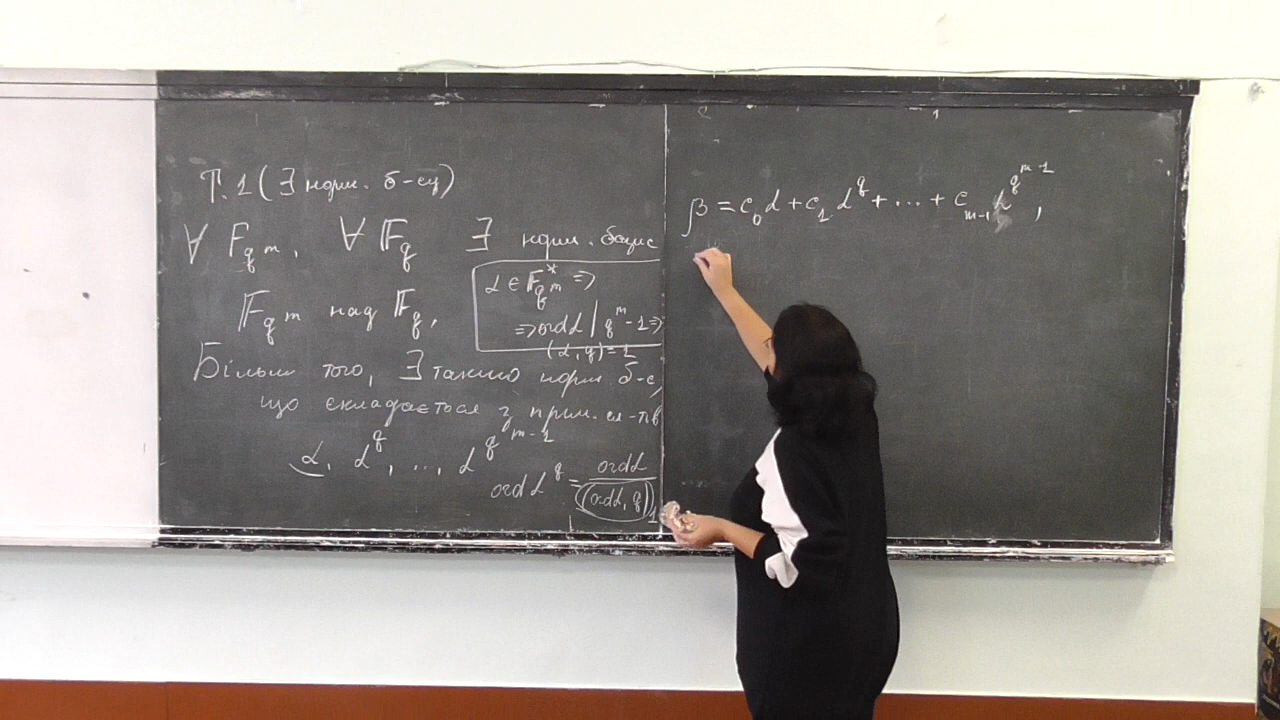 Т.1 (∃ норм. б-су)
∀ F_{q^m}, ∀ F_q ∃ норм. базис
F_{q^m} над F_q,
α ∈ F*_{q^m} ⇒
⇒ ord α | q^m - 1 ⇒
(α, q) = 1
Більш того, ∃ такий норм б-с,
що складається з прим. ел-тів
α, α^q, ..., α^{q^{m-1}}
ord α^q = ord α / (ord α, q)
1
β = c_0 α + c_1 α^q + ... + c_{m-1} α^{q^{m-1}},